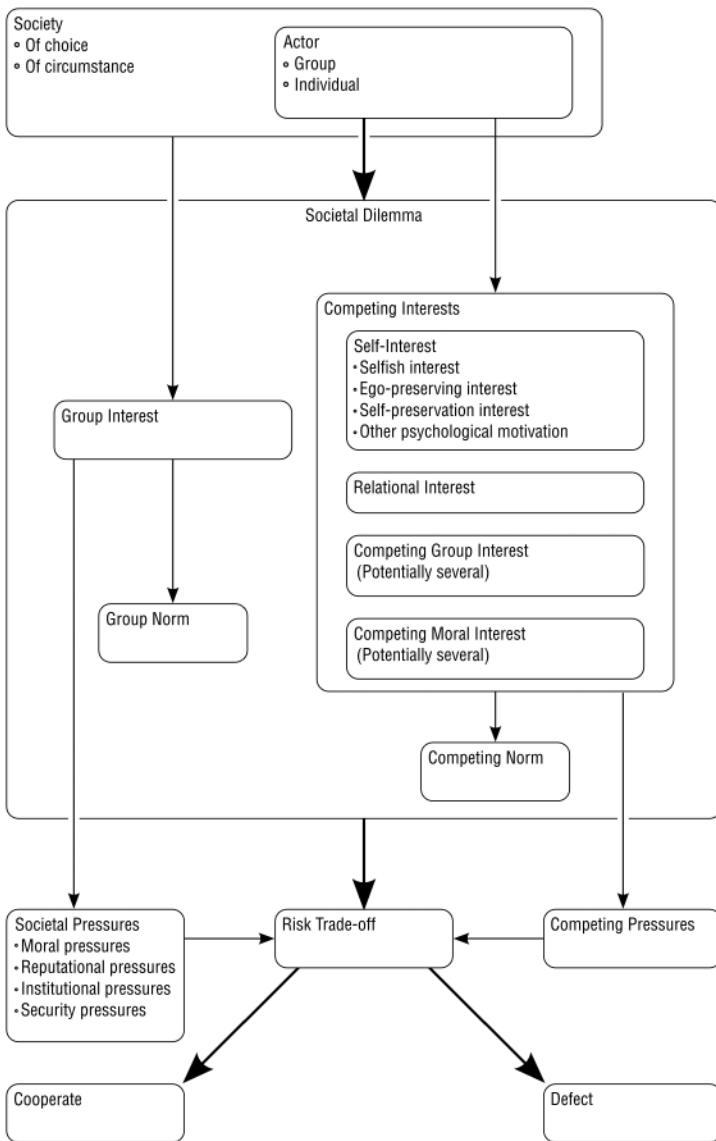 Society
∘ Of choice
∘ Of circumstance
Actor
∘ Group
∘ Individual
Societal Dilemma
Competing Interests
Self-Interest
• Selfish interest
• Ego-preserving interest
• Self-preservation interest
• Other psychological motivation
Group Interest
Relational Interest
Competing Group Interest
(Potentially several)
Group Norm
Competing Moral Interest
(Potentially several)
Competing Norm
Societal Pressures
• Moral pressures
• Reputational pressures
• Institutional pressures
• Security pressures
Risk Trade-off
Competing Pressures
Cooperate
Defect